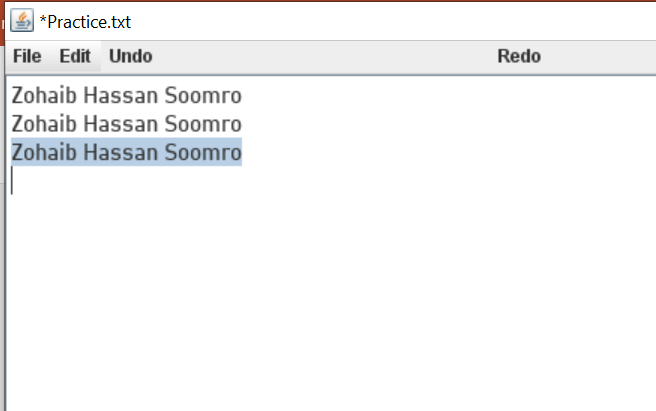 *Practice.txt
File Edit Undo Redo
Zohaib Hassan Soomro
Zohaib Hassan Soomro
Zohaib Hassan Soomro